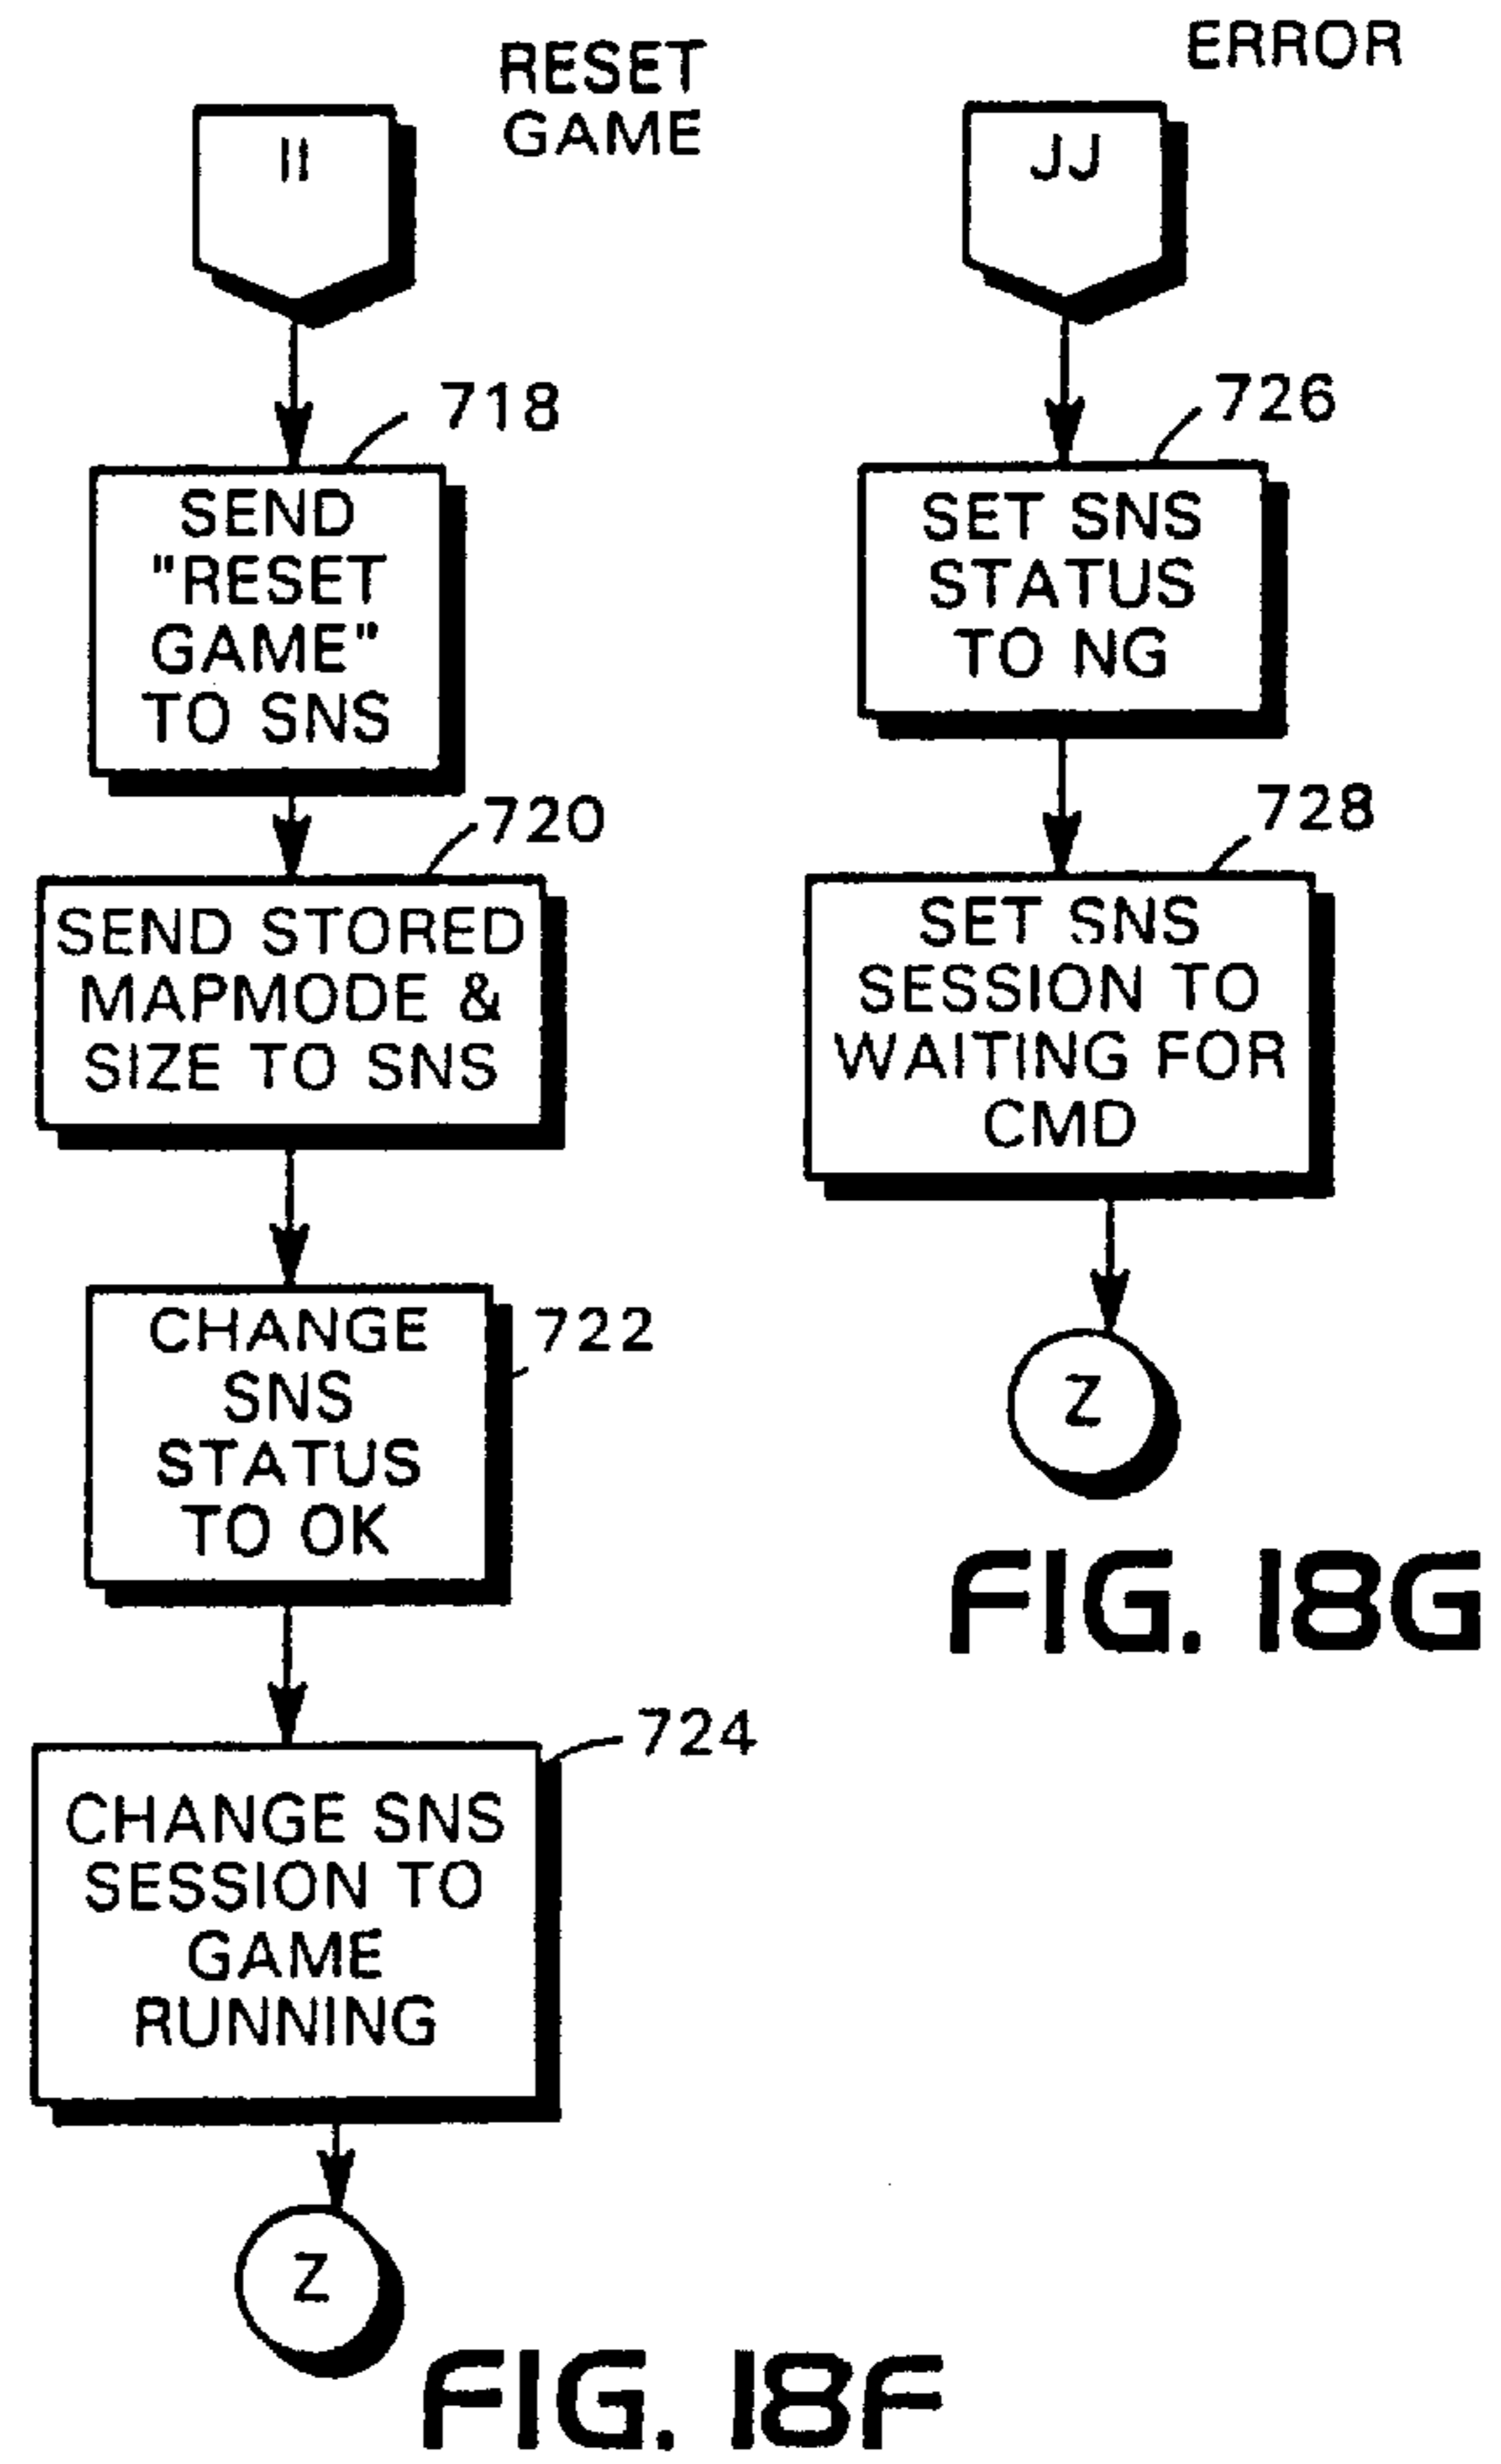 RESET
GAME
II
718
SEND
"RESET
GAME"
TO SNS
720
SEND STORED
MAPMODE &
SIZE TO SNS
722
CHANGE
SNS
STATUS
TO OK
724
CHANGE SNS
SESSION TO
GAME
RUNNING
Z
FIG. 18F
ERROR
JJ
726
SET SNS
STATUS
TO NG
728
SET SNS
SESSION TO
WAITING FOR
CMD
Z
FIG. 18G